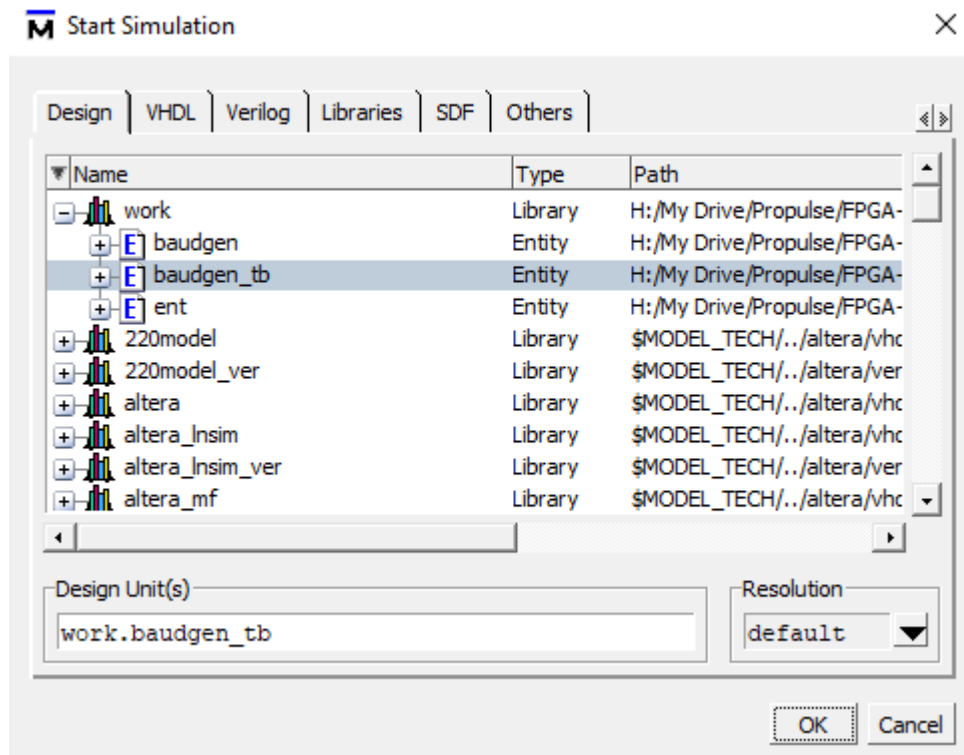 Start Simulation
Design VHDL Verilog Libraries SDF Others
Name Type Path
work Library H:/My Drive/Propulse/FPGA-
baudgen Entity H:/My Drive/Propulse/FPGA-
baudgen_tb Entity H:/My Drive/Propulse/FPGA-
ent Entity H:/My Drive/Propulse/FPGA-
220model Library $MODEL_TECH/../altera/vhc
220model_ver Library $MODEL_TECH/../altera/ver
altera Library $MODEL_TECH/../altera/vhc
altera_lnsim Library $MODEL_TECH/../altera/ver
altera_lnsim_ver Library $MODEL_TECH/../altera/ver
altera_mf Library $MODEL_TECH/../altera/vhc
Design Unit(s) Resolution
work.baudgen_tb default
OK Cancel